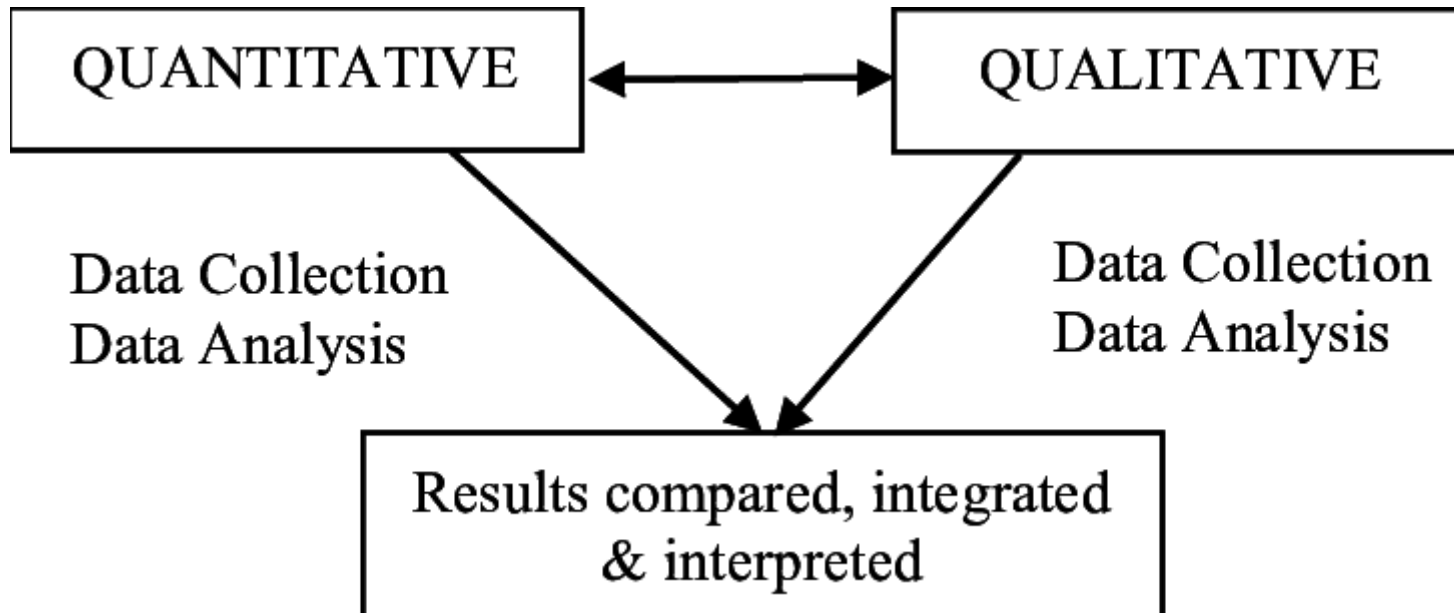 QUANTITATIVE
QUALITATIVE
Data Collection
Data Analysis
Data Collection
Data Analysis
Results compared, integrated
& interpreted